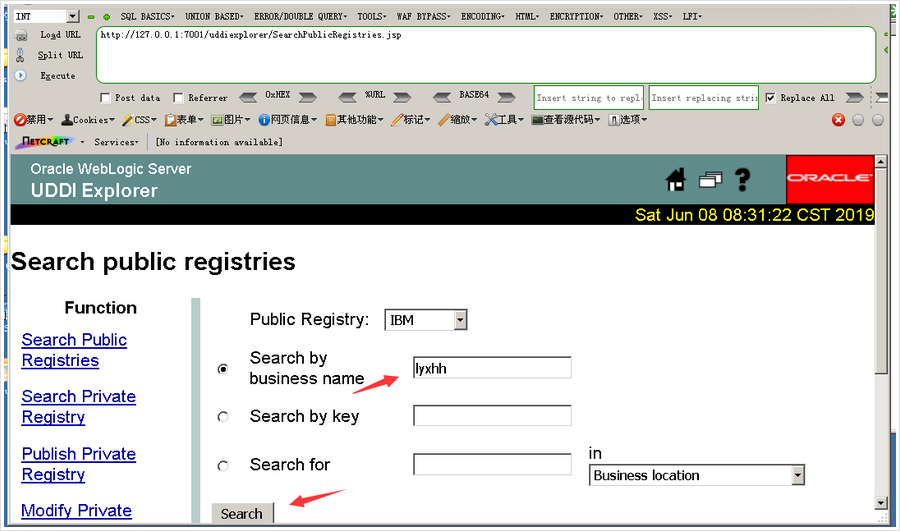 INT SQL BASICS UNION BASED ERROR/DOUBLE QUERY TOOLS WAF BYPASS ENCODING HTML ENCRYPTION OTHER XSS LFI
Load URL http://127.0.0.1:7001/uddiexplorer/SearchPublicRegistries.jsp
Split URL
Execute
Post data Referrer 0xHEX %URL BASE64 Insert string to repl Insert replacing strin Replace All
禁用 Cookies CSS 表单 图片 网页信息 其他功能 标记 缩放 工具 查看源代码 选项
NETCRAFT Services [No information available]
Oracle WebLogic Server
UDDI Explorer
ORACLE
Sat Jun 08 08:31:22 CST 2019
Search public registries
Function
Search Public
Registries
Search Private
Registry
Publish Private
Registry
Modify Private
Public Registry: IBM
Search by
business name lyxhh
Search by key
Search for in
Business location
Search